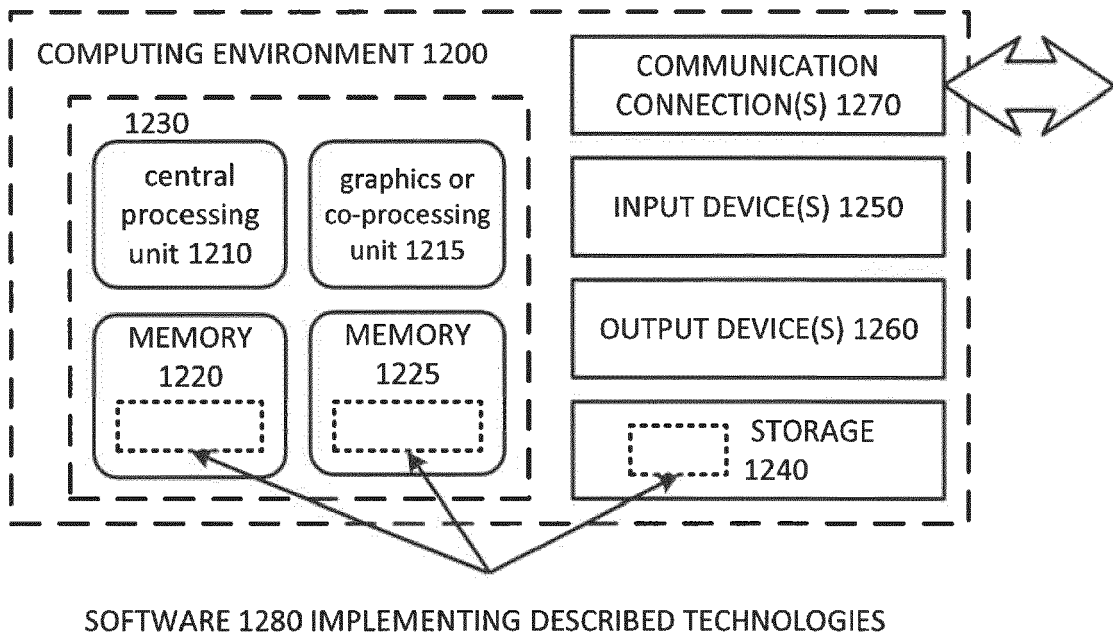 COMPUTING ENVIRONMENT 1200
1230
central
processing
unit 1210
graphics or
co-processing
unit 1215
MEMORY
1220
MEMORY
1225
COMMUNICATION
CONNECTION(S) 1270
INPUT DEVICE(S) 1250
OUTPUT DEVICE(S) 1260
STORAGE
1240
SOFTWARE 1280 IMPLEMENTING DESCRIBED TECHNOLOGIES